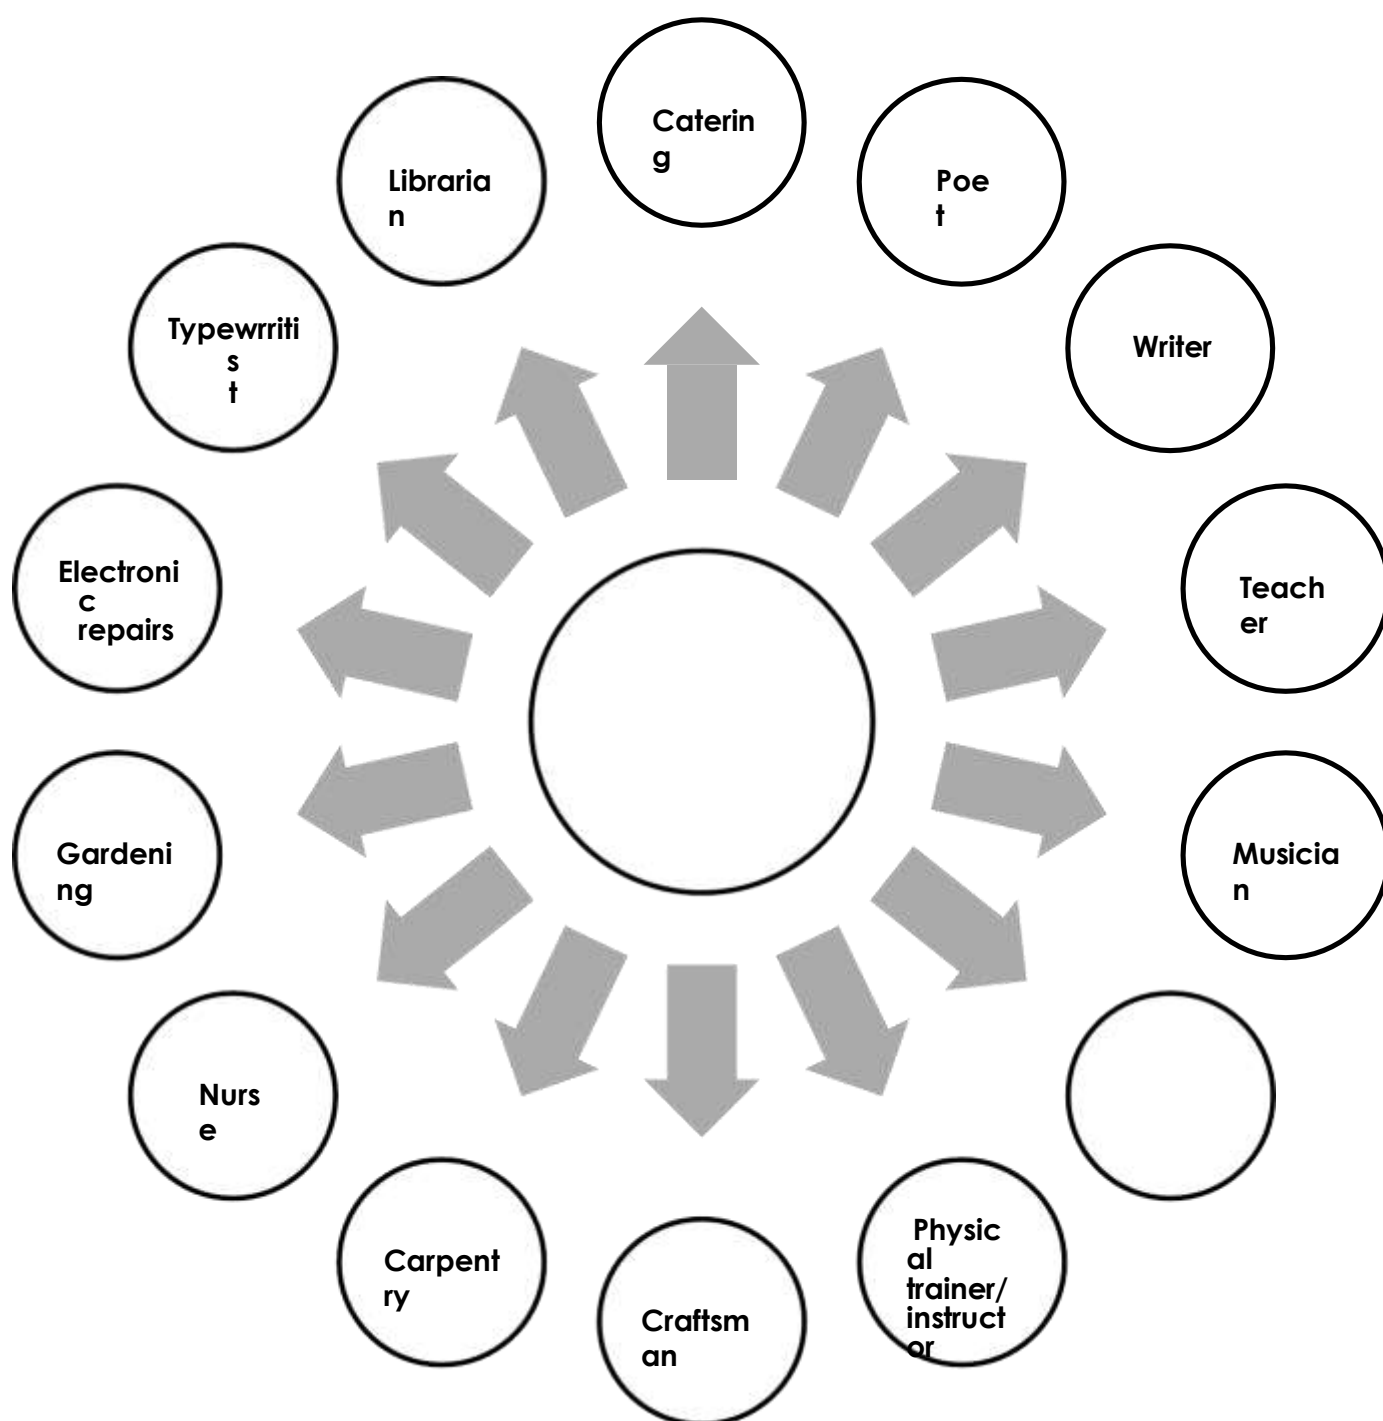 Caterin
g
Poe
t
Writer
Teach
er
Musicia
n
Physic
al
trainer/
instruct
or
Craftsm
an
Carpent
ry
Nurs
e
Gardeni
ng
Electroni
c
repairs
Typewrriti
s
t
Libraria
n